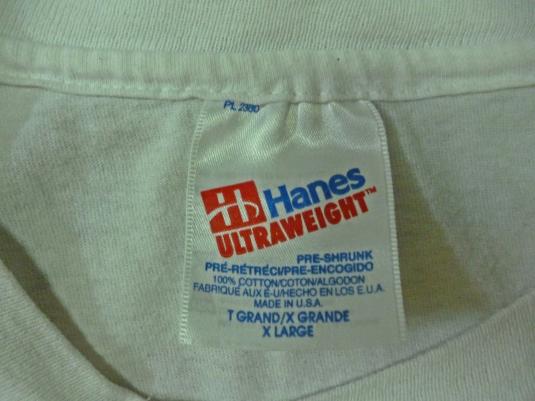 PL 2380
Hanes
ULTRAWEIGHT™
PRE-SHRUNK
PRÉ-RÉTRÉCI/PRE-ENCOGIDO
100% COTTON/COTON/ALGODON
FABRIQUÉ AUX É-U/HECHO EN LOS E.U.A.
MADE IN U.S.A.
T GRAND/X GRANDE
X LARGE